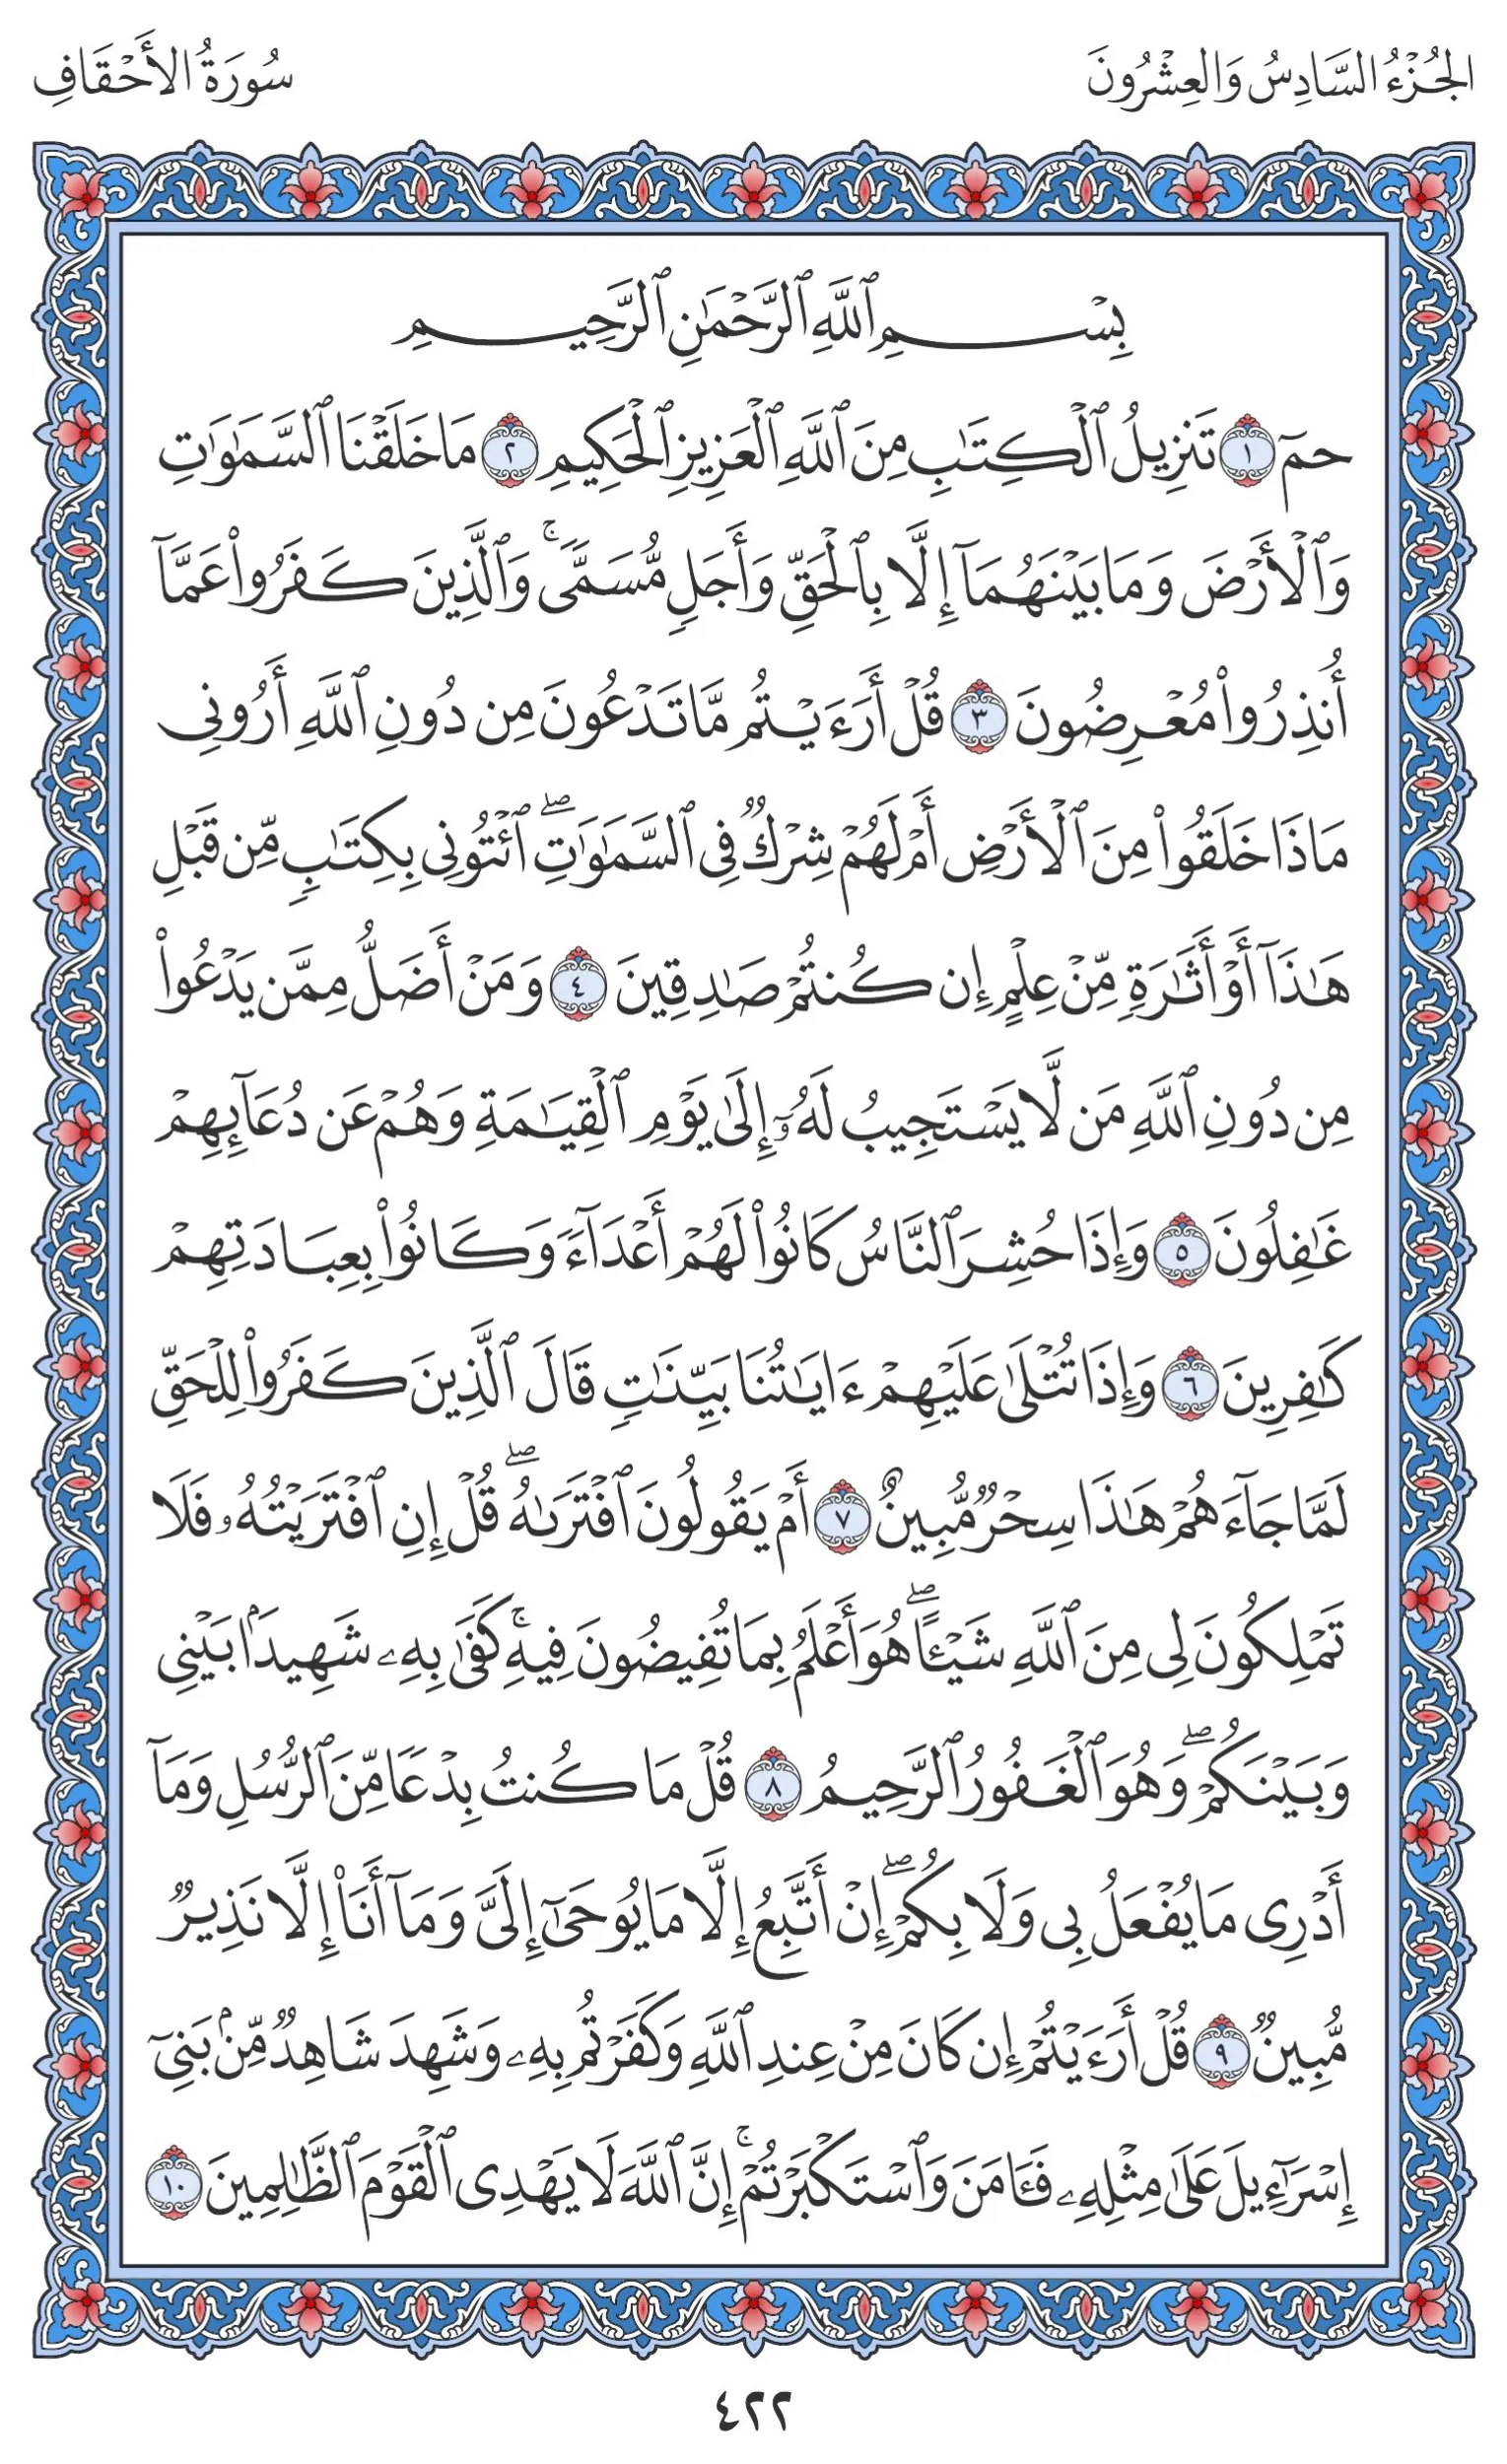 الجُزْءُ السَّادِسُ وَالعِشْرُونَ
سُورَةُ الأَحْقَافِ
بِسْمِ ٱللَّهِ ٱلرَّحْمَٰنِ ٱلرَّحِيمِ
حمٓ ١ تَنزِيلُ ٱلْكِتَٰبِ مِنَ ٱللَّهِ ٱلْعَزِيزِ ٱلْحَكِيمِ ٢ مَا خَلَقْنَا ٱلسَّمَٰوَٰتِ
وَٱلْأَرْضَ وَمَا بَيْنَهُمَآ إِلَّا بِٱلْحَقِّ وَأَجَلٍ مُّسَمًّىۚ وَٱلَّذِينَ كَفَرُواْ عَمَّآ
أُنذِرُواْ مُعْرِضُونَ ٣ قُلْ أَرَءَيْتُم مَّا تَدْعُونَ مِن دُونِ ٱللَّهِ أَرُونِى
مَاذَا خَلَقُواْ مِنَ ٱلْأَرْضِ أَمْ لَهُمْ شِرْكٌ فِى ٱلسَّمَٰوَٰتِۖ ٱئْتُونِى بِكِتَٰبٍ مِّن قَبْلِ
هَٰذَآ أَوْ أَثَٰرَةٍ مِّنْ عِلْمٍ إِن كُنتُمْ صَٰدِقِينَ ٤ وَمَنْ أَضَلُّ مِمَّن يَدْعُواْ
مِن دُونِ ٱللَّهِ مَن لَّا يَسْتَجِيبُ لَهُۥٓ إِلَىٰ يَوْمِ ٱلْقِيَٰمَةِ وَهُمْ عَن دُعَآئِهِمْ
غَٰفِلُونَ ٥ وَإِذَا حُشِرَ ٱلنَّاسُ كَانُواْ لَهُمْ أَعْدَآءً وَكَانُواْ بِعِبَادَتِهِمْ
كَٰفِرِينَ ٦ وَإِذَا تُتْلَىٰ عَلَيْهِمْ ءَايَٰتُنَا بَيِّنَٰتٍ قَالَ ٱلَّذِينَ كَفَرُواْ لِلْحَقِّ
لَمَّا جَآءَهُمْ هَٰذَا سِحْرٌ مُّبِينٌ ٧ أَمْ يَقُولُونَ ٱفْتَرَىٰهُۖ قُلْ إِنِ ٱفْتَرَيْتُهُۥ فَلَا
تَمْلِكُونَ لِى مِنَ ٱللَّهِ شَيْـًٔاۖ هُوَ أَعْلَمُ بِمَا تُفِيضُونَ فِيهِۚ كَفَىٰ بِهِۦ شَهِيدَۢا بَيْنِى
وَبَيْنَكُمْۖ وَهُوَ ٱلْغَفُورُ ٱلرَّحِيمُ ٨ قُلْ مَا كُنتُ بِدْعًا مِّنَ ٱلرُّسُلِ وَمَآ
أَدْرِى مَا يُفْعَلُ بِى وَلَا بِكُمْۖ إِنْ أَتَّبِعُ إِلَّا مَا يُوحَىٰٓ إِلَىَّ وَمَآ أَنَا۠ إِلَّا نَذِيرٌ
مُّبِينٌ ٩ قُلْ أَرَءَيْتُمْ إِن كَانَ مِنْ عِندِ ٱللَّهِ وَكَفَرْتُم بِهِۦ وَشَهِدَ شَاهِدٌ مِّنۢ بَنِىٓ
إِسْرَٰٓءِيلَ عَلَىٰ مِثْلِهِۦ فَـَٔامَنَ وَٱسْتَكْبَرْتُمْۚ إِنَّ ٱللَّهَ لَا يَهْدِى ٱلْقَوْمَ ٱلظَّٰلِمِينَ ١٠
٤٢٢